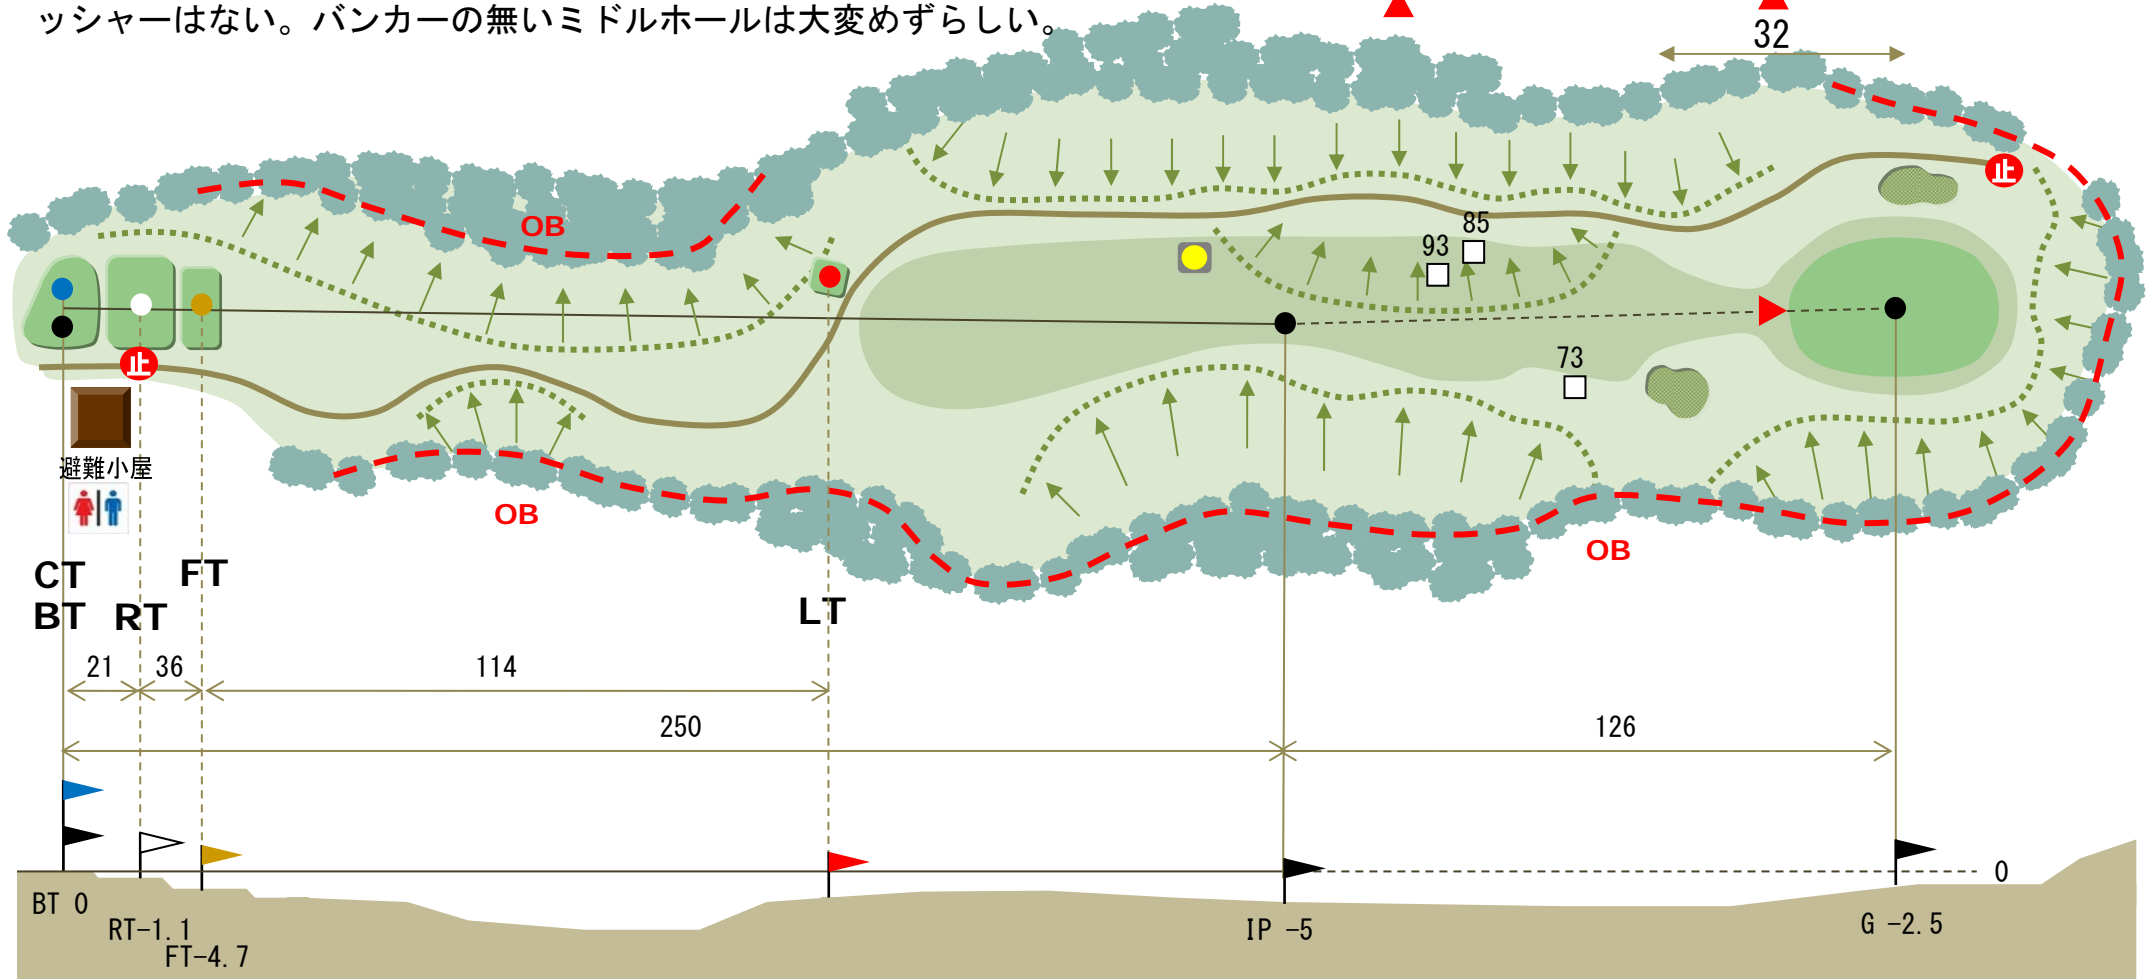 ッシャーはない。バンカーの無いミドルホールは大変めずらしい。
32
止
OB
85
93
止
73
避難小屋
OB
OB
CT
BT
RT
FT
LT
21
36
114
250
126
0
BT 0
RT-1.1
FT-4.7
IP -5
G -2.5